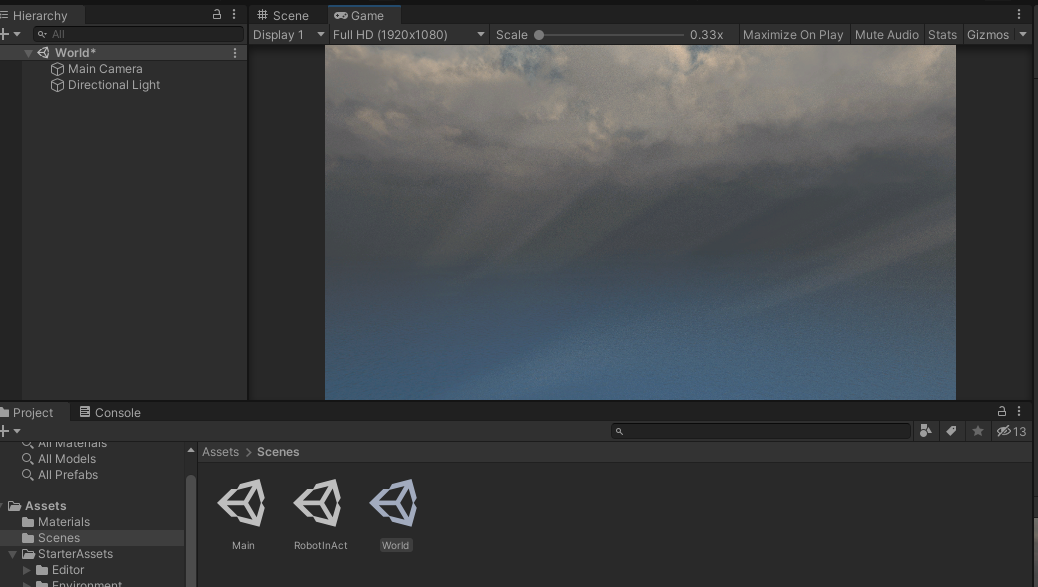 Hierarchy
Scene
Game
All
Display 1
Full HD (1920x1080)
Scale
0.33x
Maximize On Play
Mute Audio
Stats
Gizmos
World*
Main Camera
Directional Light
Project
Console
13
All Materials
All Models
All Prefabs
Assets
Materials
Scenes
StarterAssets
Editor
Environment
Assets > Scenes
Main
RobotInAct
World